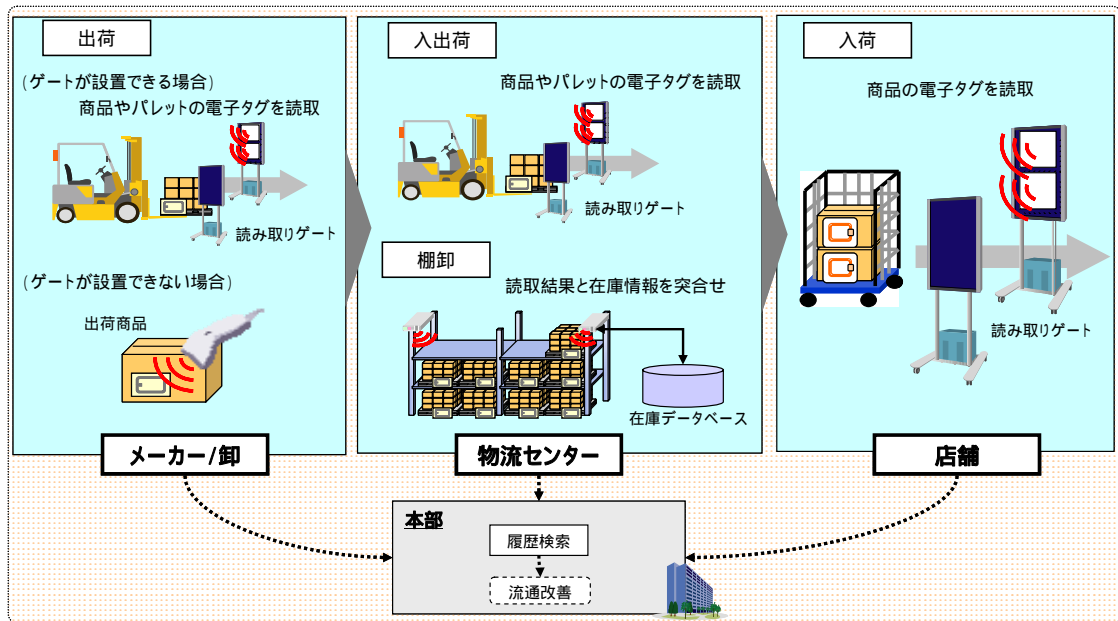 出荷
(ゲートが設置できる場合)
商品やパレットの電子タグを読取
読み取りゲート
(ゲートが設置できない場合)
出荷商品
メーカー/卸
入出荷
商品やパレットの電子タグを読取
読み取りゲート
棚卸
読取結果と在庫情報を突合せ
在庫データベース
物流センター
入荷
商品の電子タグを読取
読み取りゲート
店舗
本部
履歴検索
流通改善